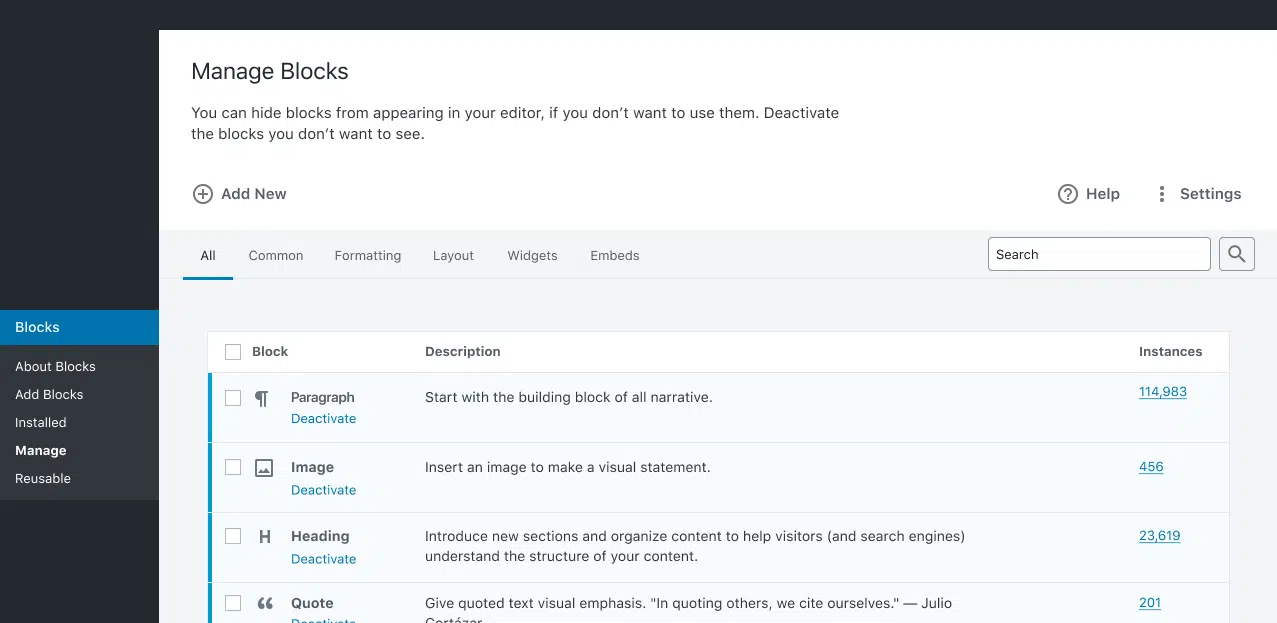 Manage Blocks
You can hide blocks from appearing in your editor, if you don’t want to use them. Deactivate
the blocks you don’t want to see.
Add New
Help
Settings
All
Common
Formatting
Layout
Widgets
Embeds
Search
Blocks
About Blocks
Add Blocks
Installed
Manage
Reusable
Block
Description
Instances
Paragraph
Deactivate
Start with the building block of all narrative.
114,983
Image
Deactivate
Insert an image to make a visual statement.
456
H
Heading
Deactivate
Introduce new sections and organize content to help visitors (and search engines)
understand the structure of your content.
23,619
Quote
Deactivate
Give quoted text visual emphasis. "In quoting others, we cite ourselves." — Julio
Cortázar
201